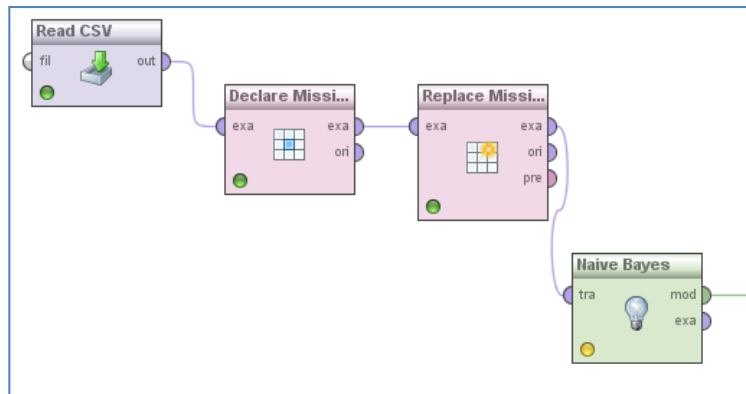 Read CSV
fil out
Declare Missi...
exa exa
ori
Replace Missi...
exa exa
ori
pre
Naive Bayes
tra mod
exa